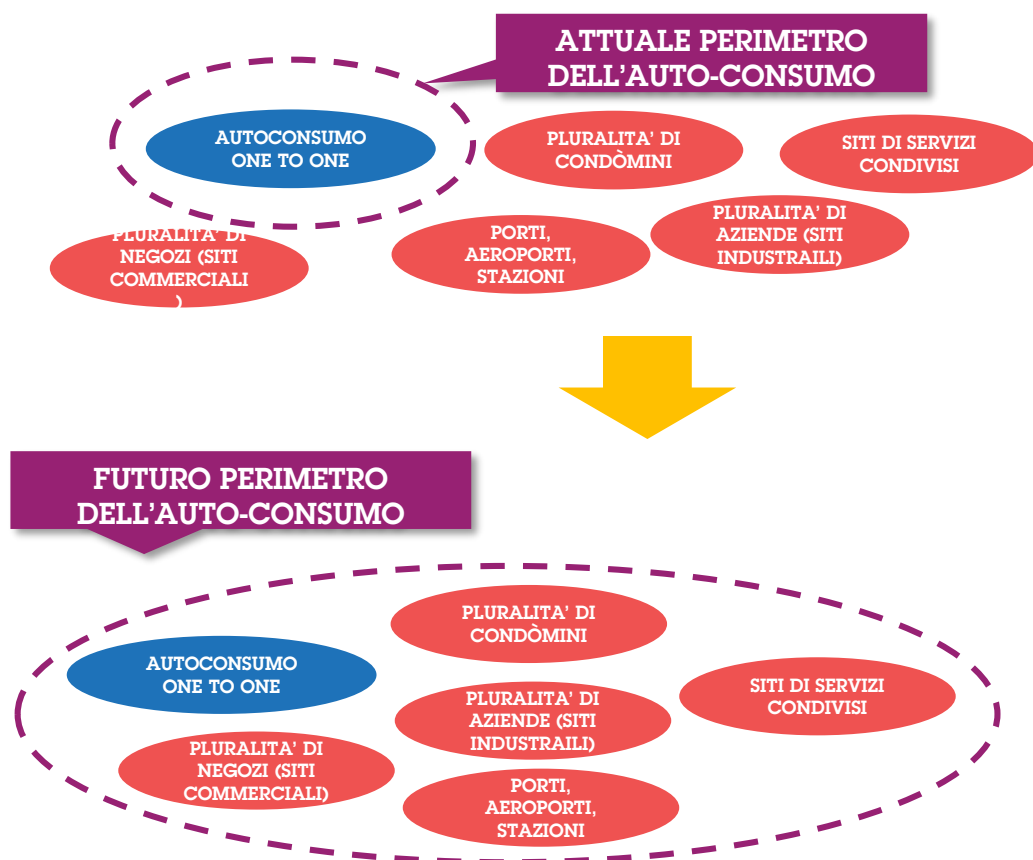 ATTUALE PERIMETRO
DELL'AUTO-CONSUMO
AUTOCONSUMO
ONE TO ONE
PLURALITA' DI
CONDÒMINI
SITI DI SERVIZI
CONDIVISI
PLURALITA' DI
NEGOZI (SITI
COMMERCIALI
)
PORTI,
AEROPORTI,
STAZIONI
PLURALITA' DI
AZIENDE (SITI
INDUSTRAILI)
FUTURO PERIMETRO
DELL'AUTO-CONSUMO
PLURALITA' DI
CONDÒMINI
AUTOCONSUMO
ONE TO ONE
SITI DI SERVIZI
CONDIVISI
PLURALITA' DI
AZIENDE (SITI
INDUSTRAILI)
PLURALITA' DI
NEGOZI (SITI
COMMERCIALI)
PORTI,
AEROPORTI,
STAZIONI